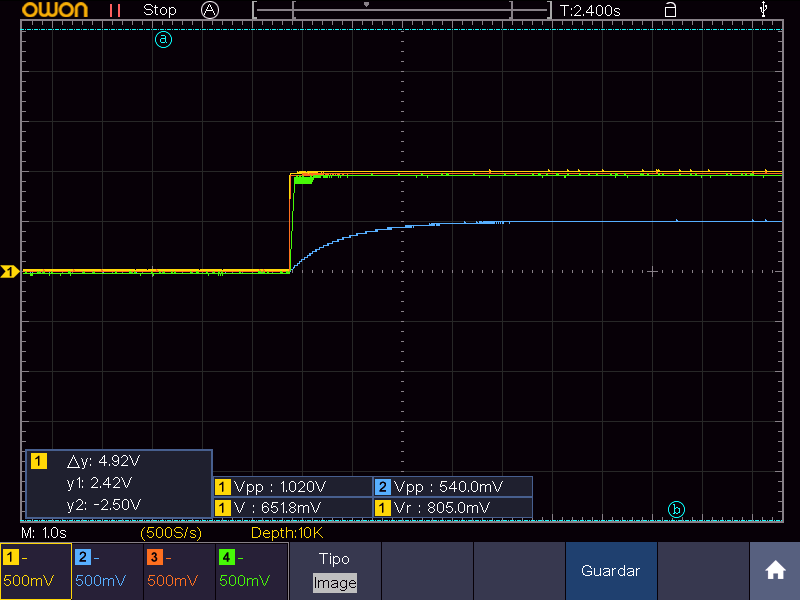 OWON Stop A T:2.400s
a
1
1 △y: 4.92V
y1: 2.42V
y2: -2.50V
1 Vpp : 1.020V 2 Vpp : 540.0mV
1 V : 651.8mV 1 Vr : 805.0mV
b
M: 1.0s (500S/s) Depth:10K
1 - 2 - 3 - 4 - Tipo
500mV 500mV 500mV 500mV Image
Guardar